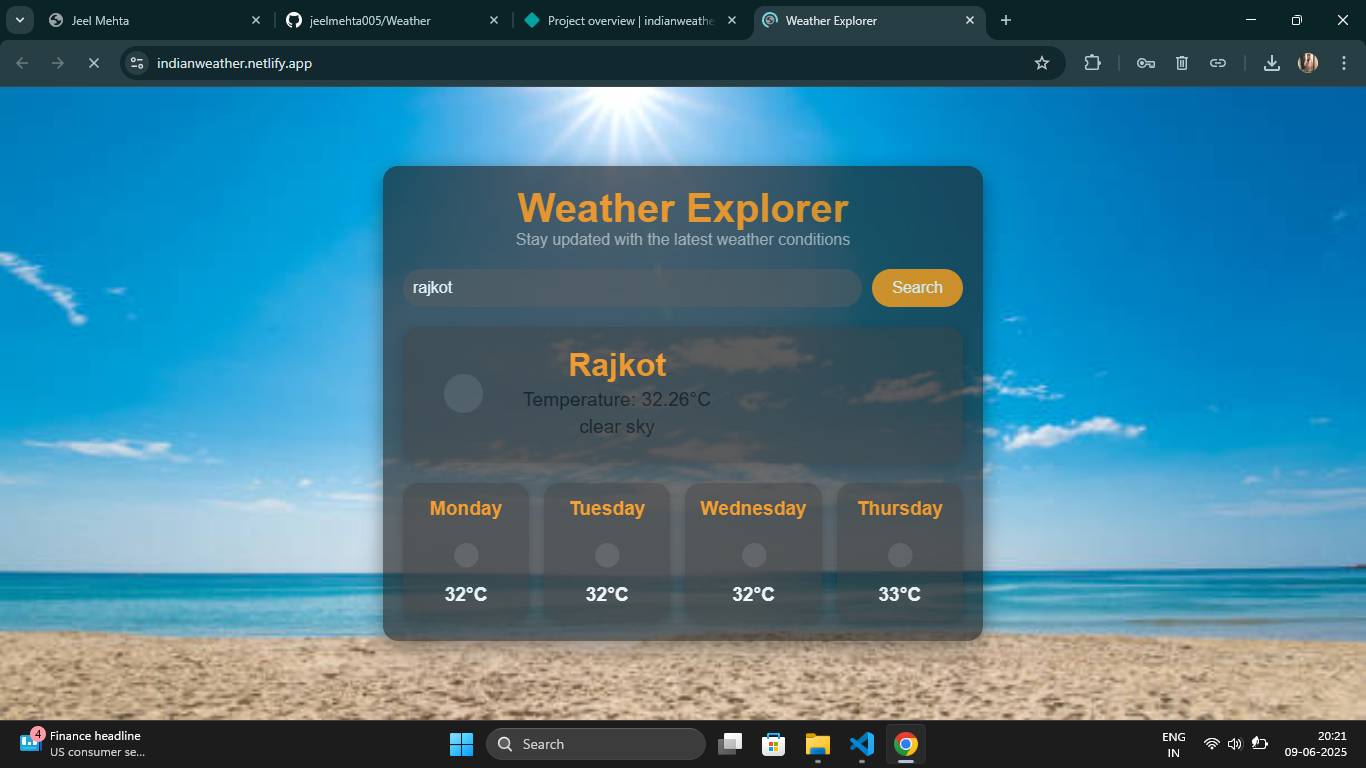 Jeel Mehta
jeelmehta005/Weather
Project overview | indianweathe
Weather Explorer
indianweather.netlify.app
Weather Explorer
Stay updated with the latest weather conditions
rajkot
Search
Rajkot
Temperature: 32.26°C
clear sky
Monday
Tuesday
Wednesday
Thursday
32°C
32°C
32°C
33°C
4
Finance headline
US consumer se...
Search
ENG
IN
20:21
09-06-2025